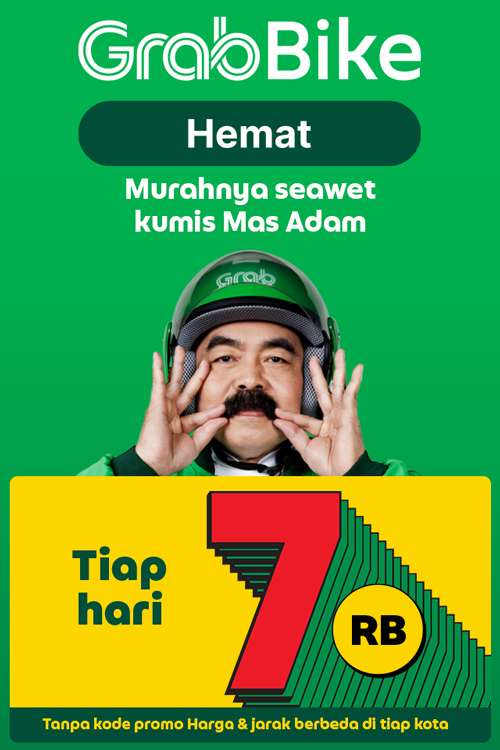 GrabBike
Hemat
Murahnya seawet
kumis Mas Adam
Grab
Tiap
hari
7
RB
Tanpa kode promo Harga & jarak berbeda di tiap kota